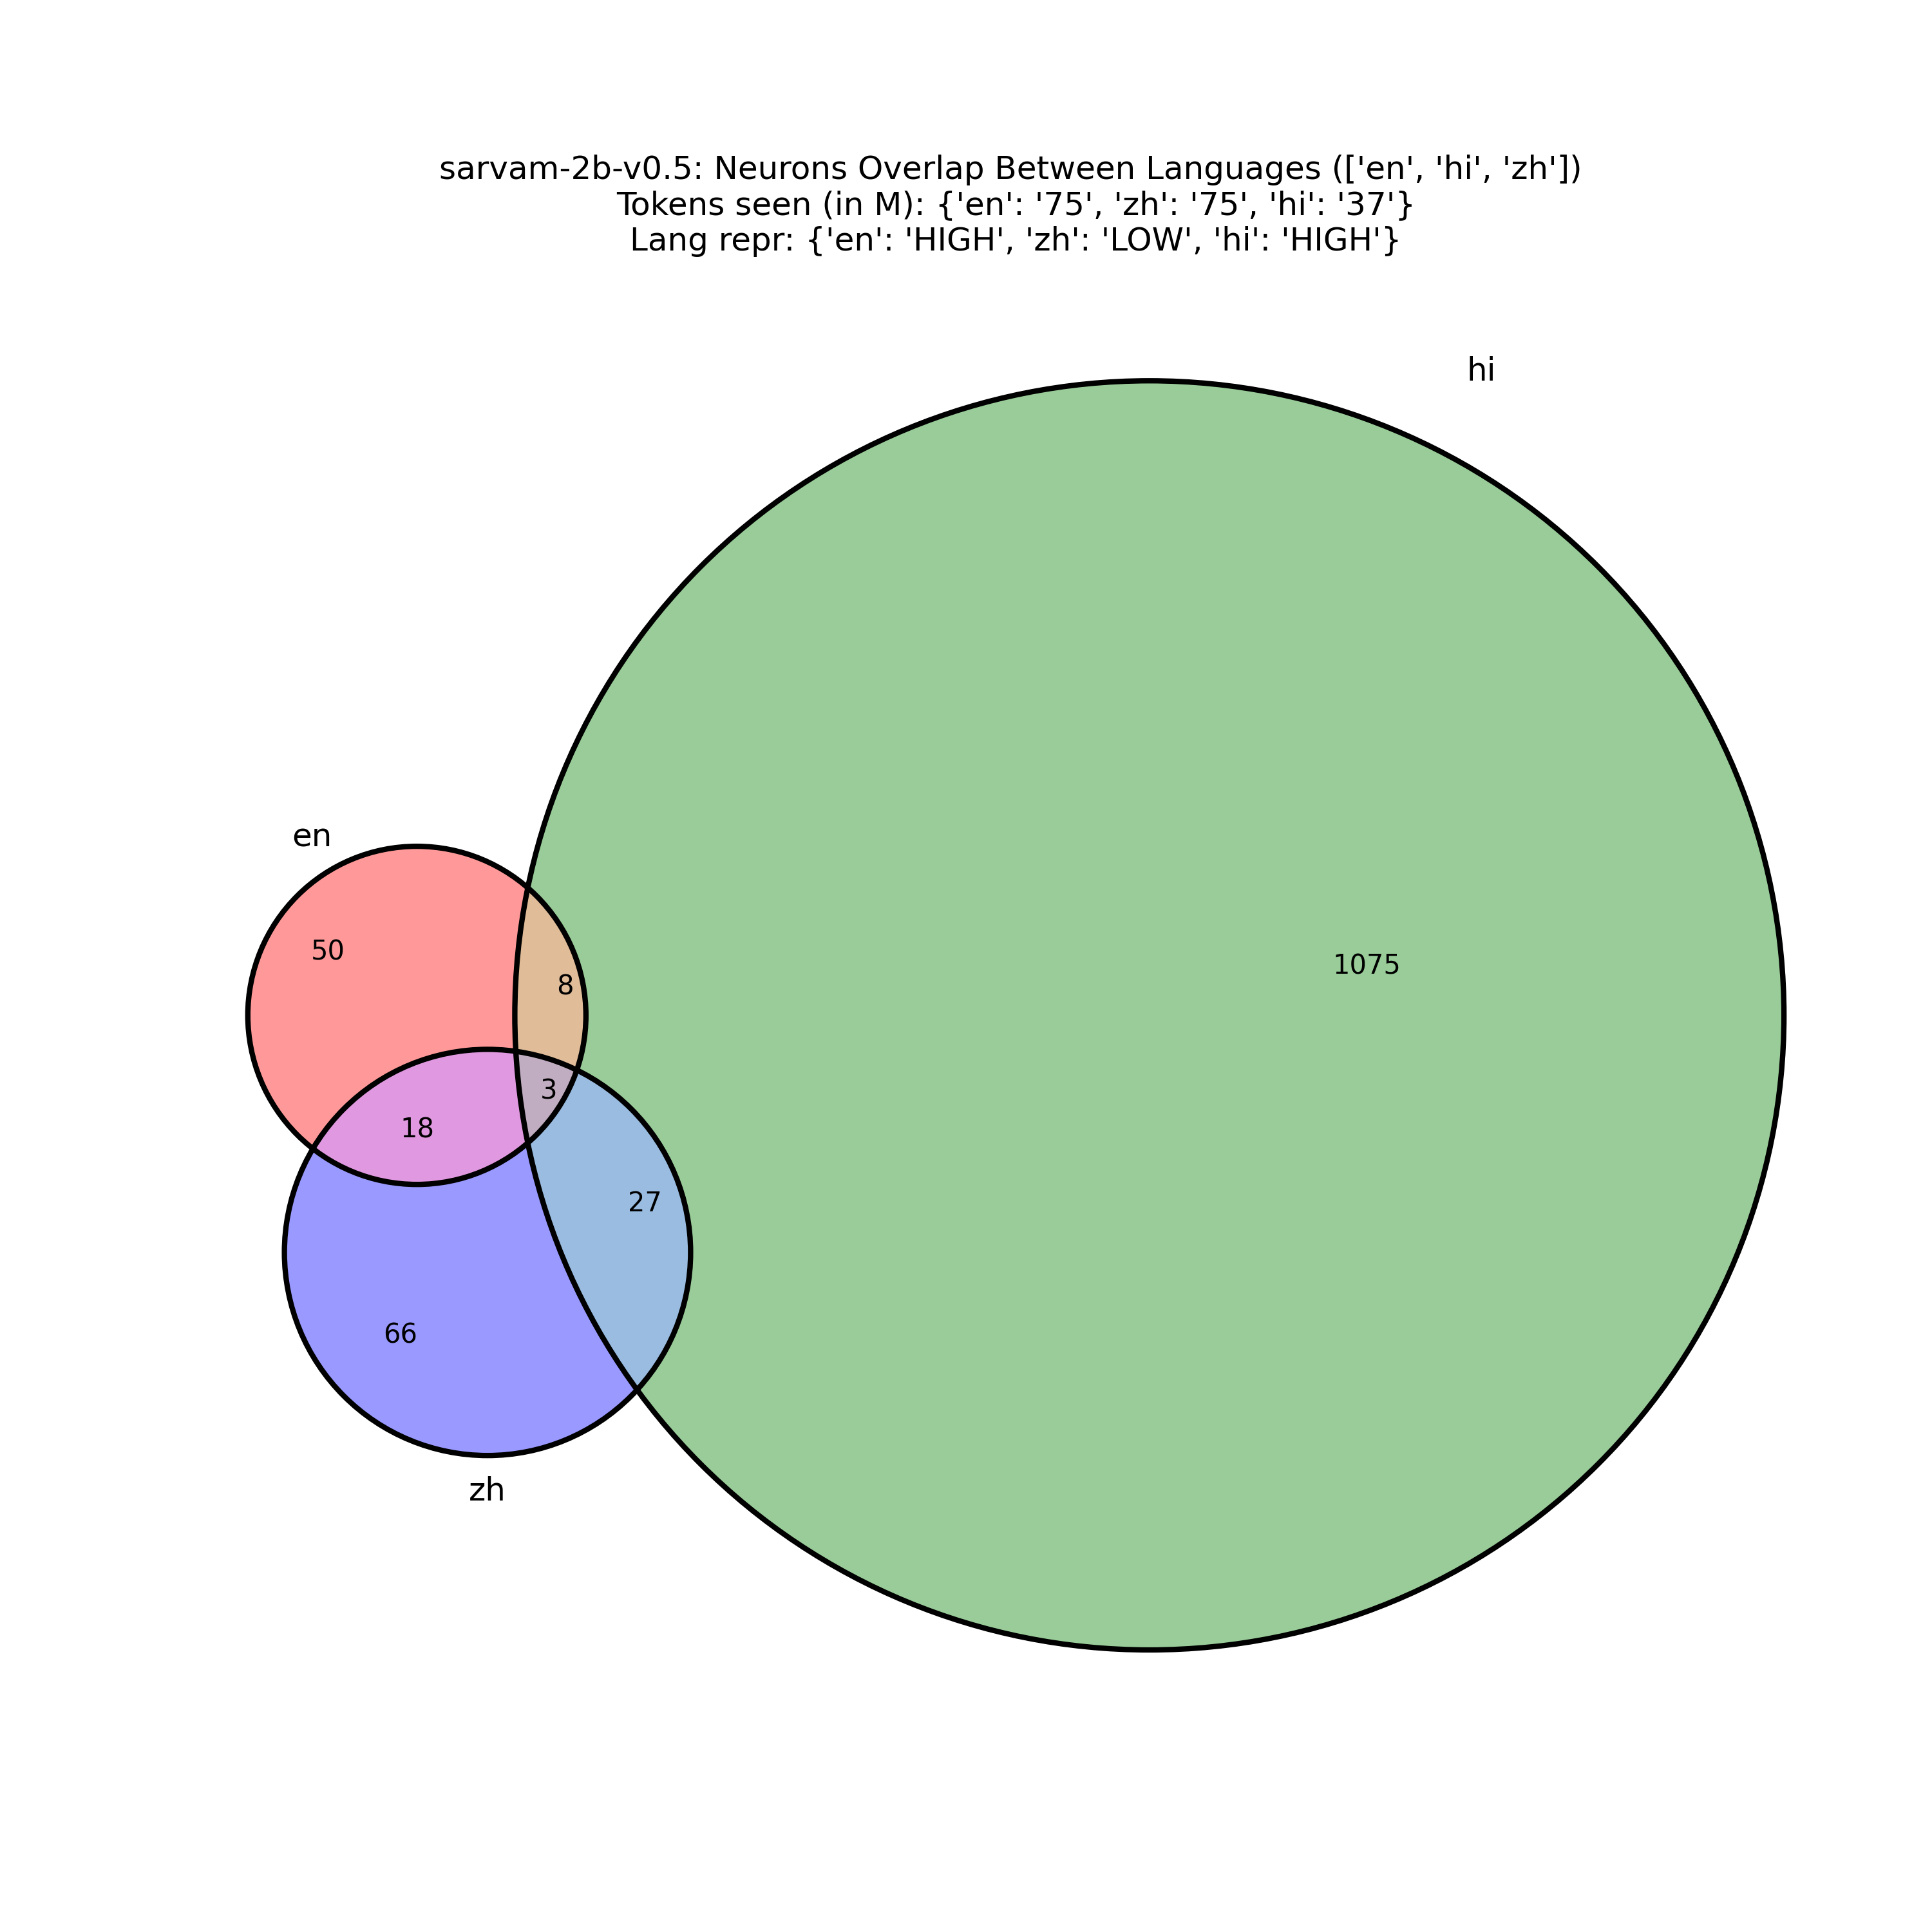 sarvam-2b-v0.5: Neurons Overlap Between Languages (['en', 'hi', 'zh'])
Tokens seen (in M): {'en': '75', 'zh': '75', 'hi': '37'}
Lang repr: {'en': 'HIGH', 'zh': 'LOW', 'hi': 'HIGH'}
hi
en
50
1075
8
3
18
27
66
zh